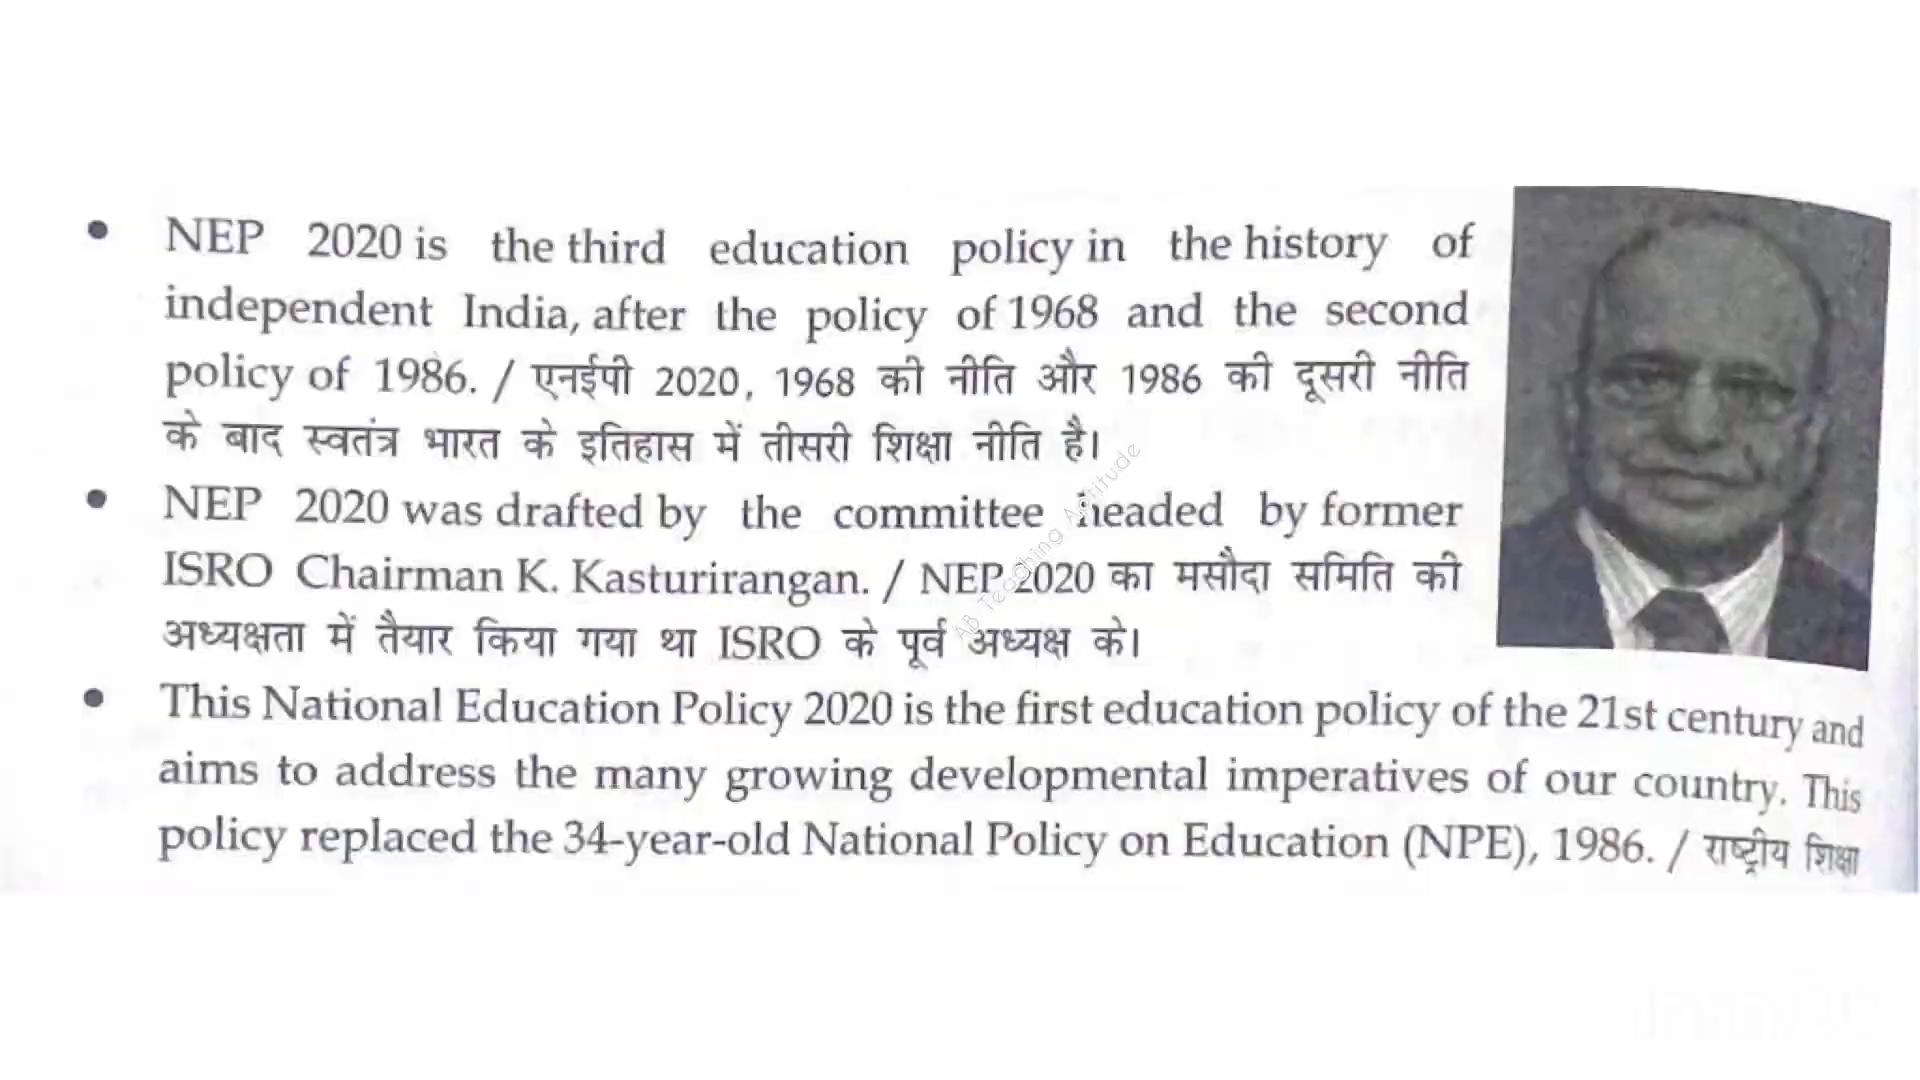 • NEP 2020 is the third education policy in the history of
independent India, after the policy of 1968 and the second
policy of 1986. / एनईपी 2020, 1968 की नीति और 1986 की दूसरी नीति
के बाद स्वतंत्र भारत के इतिहास में तीसरी शिक्षा नीति है।
• NEP 2020 was drafted by the committee headed by former
ISRO Chairman K. Kasturirangan. / NEP 2020 का मसौदा समिति की
अध्यक्षता में तैयार किया गया था ISRO के पूर्व अध्यक्ष के।
• This National Education Policy 2020 is the first education policy of the 21st century and
aims to address the many growing developmental imperatives of our country. This
policy replaced the 34-year-old National Policy on Education (NPE), 1986. / राष्ट्रीय शिक्षा
AB Teaching Aptitude